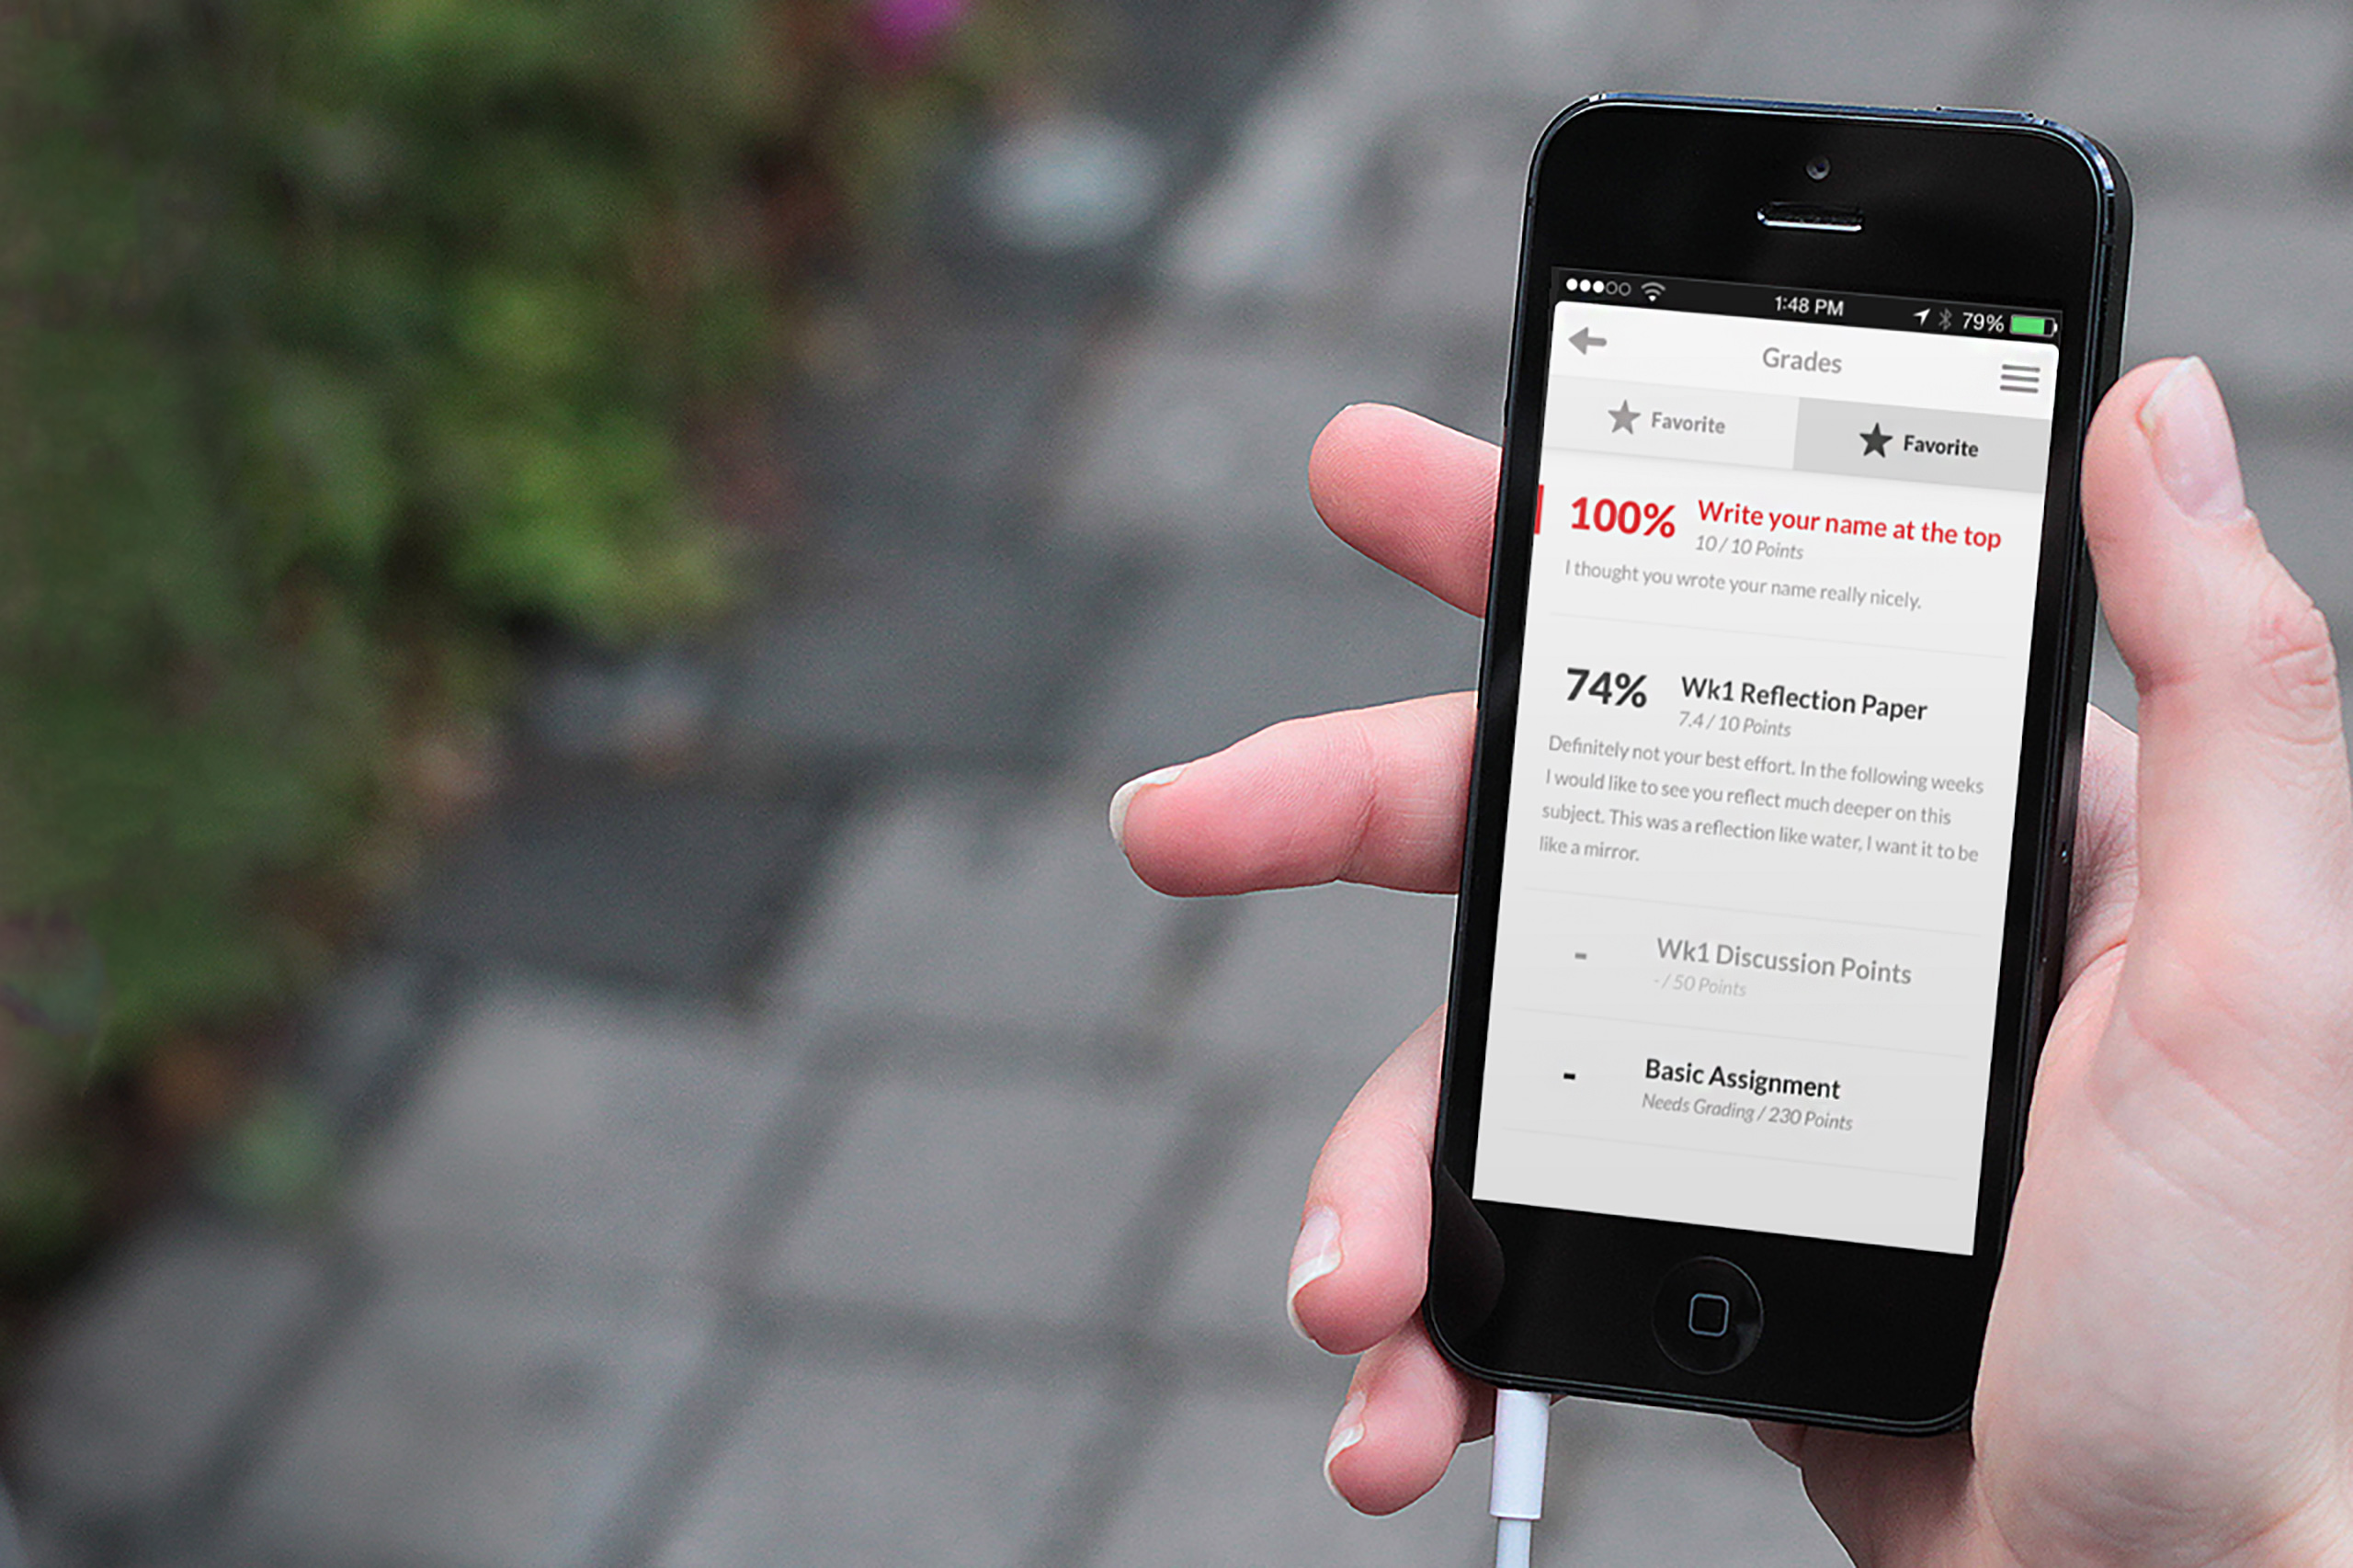 1:48 PM 79%
Grades
Favorite Favorite
100% Write your name at the top
10 / 10 Points
I thought you wrote your name really nicely.
74% Wk1 Reflection Paper
7.4 / 10 Points
Definitely not your best effort. In the following weeks
I would like to see you reflect much deeper on this
subject. This was a reflection like water, I want it to be
like a mirror.
- Wk1 Discussion Points
- / 50 Points
- Basic Assignment
Needs Grading / 230 Points